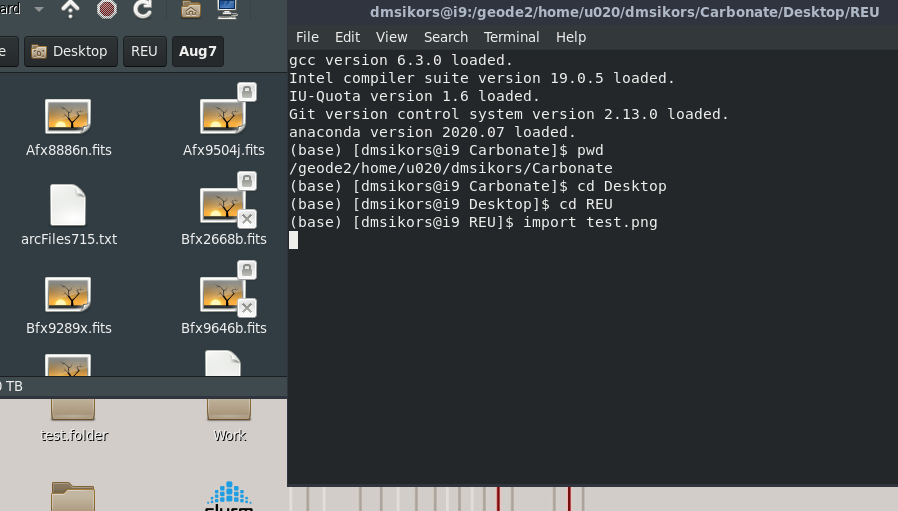 ard
dmsikors@i9:/geode2/home/u020/dmsikors/Carbonate/Desktop/REU
e
Desktop
REU
Aug7
File Edit View Search Terminal Help
gcc version 6.3.0 loaded.
Intel compiler suite version 19.0.5 loaded.
IU-Quota version 1.6 loaded.
Git version control system version 2.13.0 loaded.
anaconda version 2020.07 loaded.
(base) [dmsikors@i9 Carbonate]$ pwd
/geode2/home/u020/dmsikors/Carbonate
(base) [dmsikors@i9 Carbonate]$ cd Desktop
(base) [dmsikors@i9 Desktop]$ cd REU
(base) [dmsikors@i9 REU]$ import test.png
Afx8886n.fits
Afx9504j.fits
arcFiles715.txt
Bfx2668b.fits
Bfx9289x.fits
Bfx9646b.fits
TB
test.folder
Work
slurm